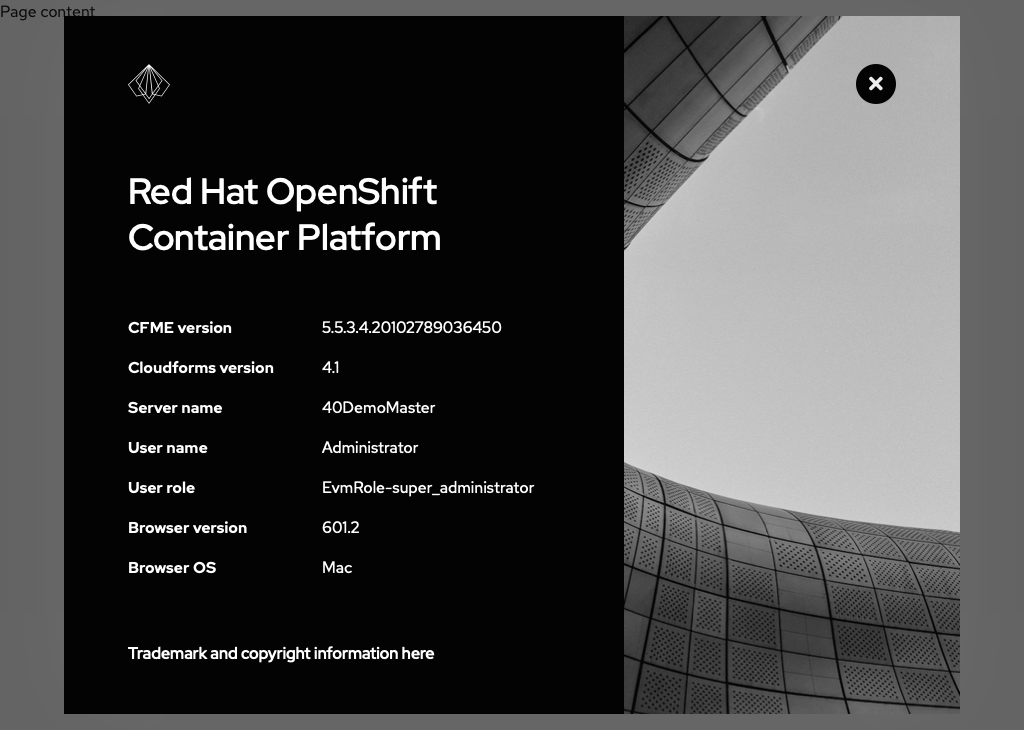 Page content
Red Hat OpenShift
Container Platform
CFME version 5.5.3.4.20102789036450
Cloudforms version 4.1
Server name 40DemoMaster
User name Administrator
User role EvmRole-super_administrator
Browser version 601.2
Browser OS Mac
Trademark and copyright information here